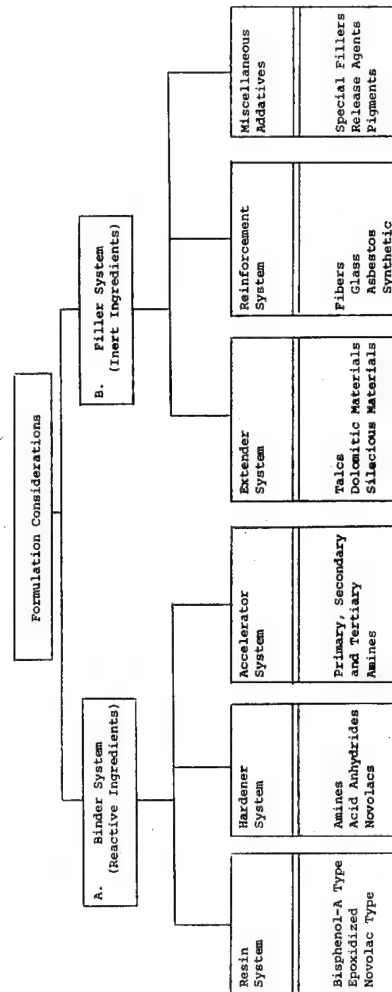 Formulation Considerations
A. Binder System
(Reactive Ingredients)
B. Filler System
(Inert Ingredients)
Resin
System
Bisphenol-A Type
Epoxidized
Novolac Type
Hardener
System
Amines
Acid Anhydrides
Novolacs
Accelerator
System
Primary, Secondary
and Tertiary
Amines
Extender
System
Talcs
Dolomitic Materials
Silecious Materials
Reinforcement
System
Fibers
Glass
Asbestos
Synthetic
Miscellaneous
Addatives
Special Fillers
Release Agents
Pigments